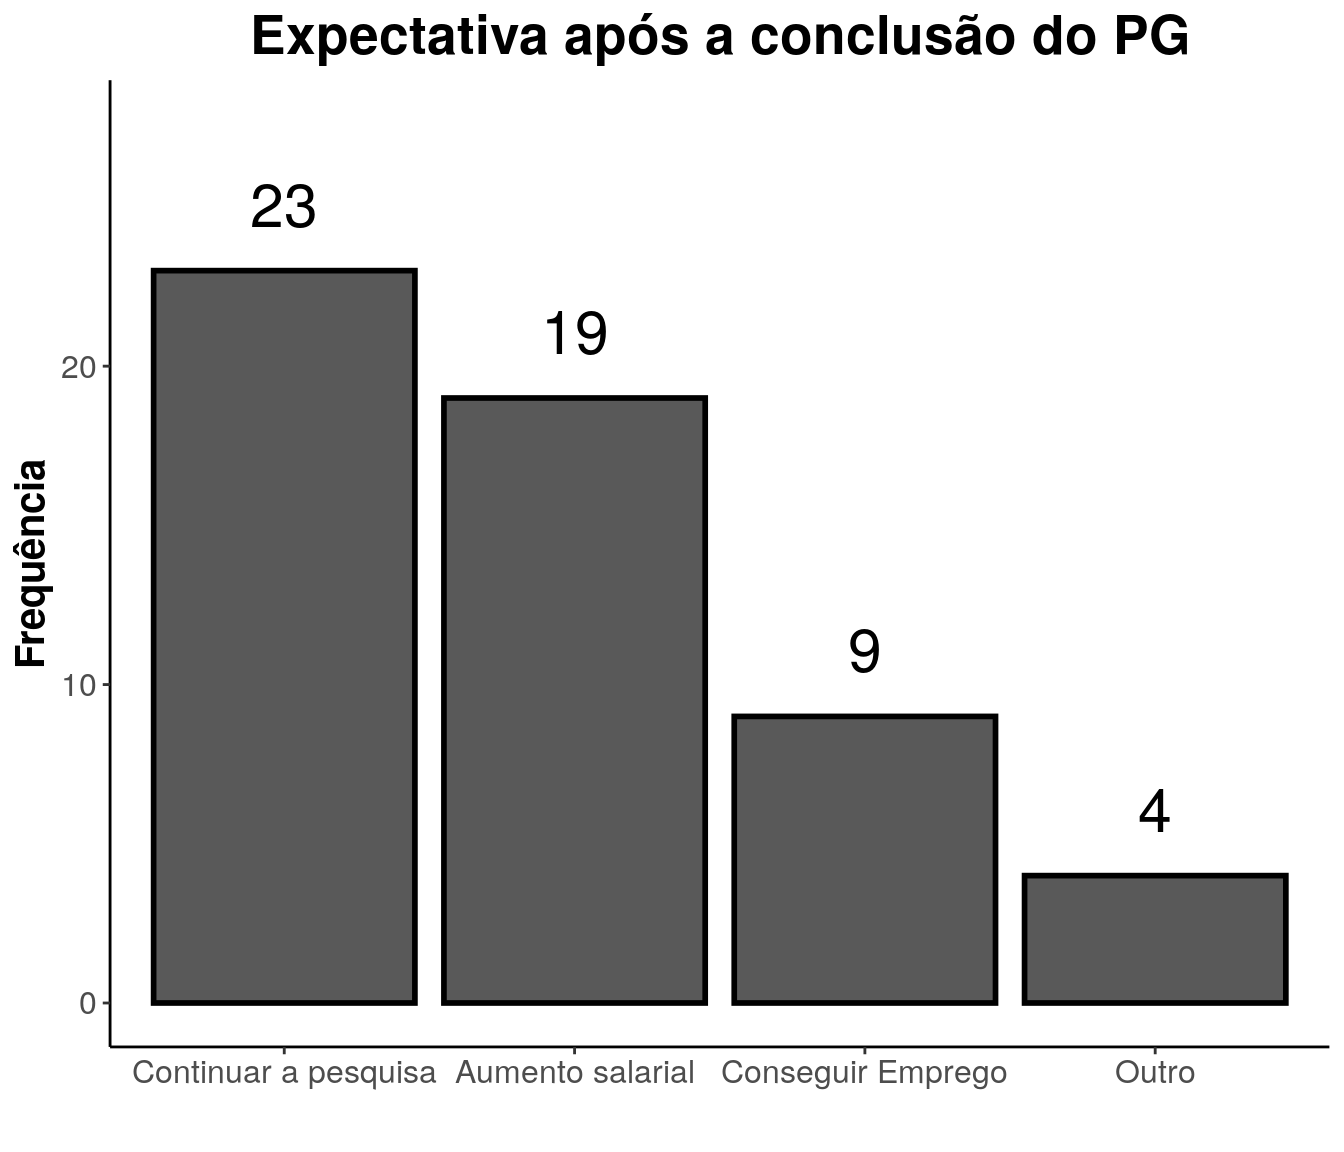 Expectativa após a conclusão do PG
23
19
9
4
Frequência
20
10
0
Continuar a pesquisa
Aumento salarial
Conseguir Emprego
Outro